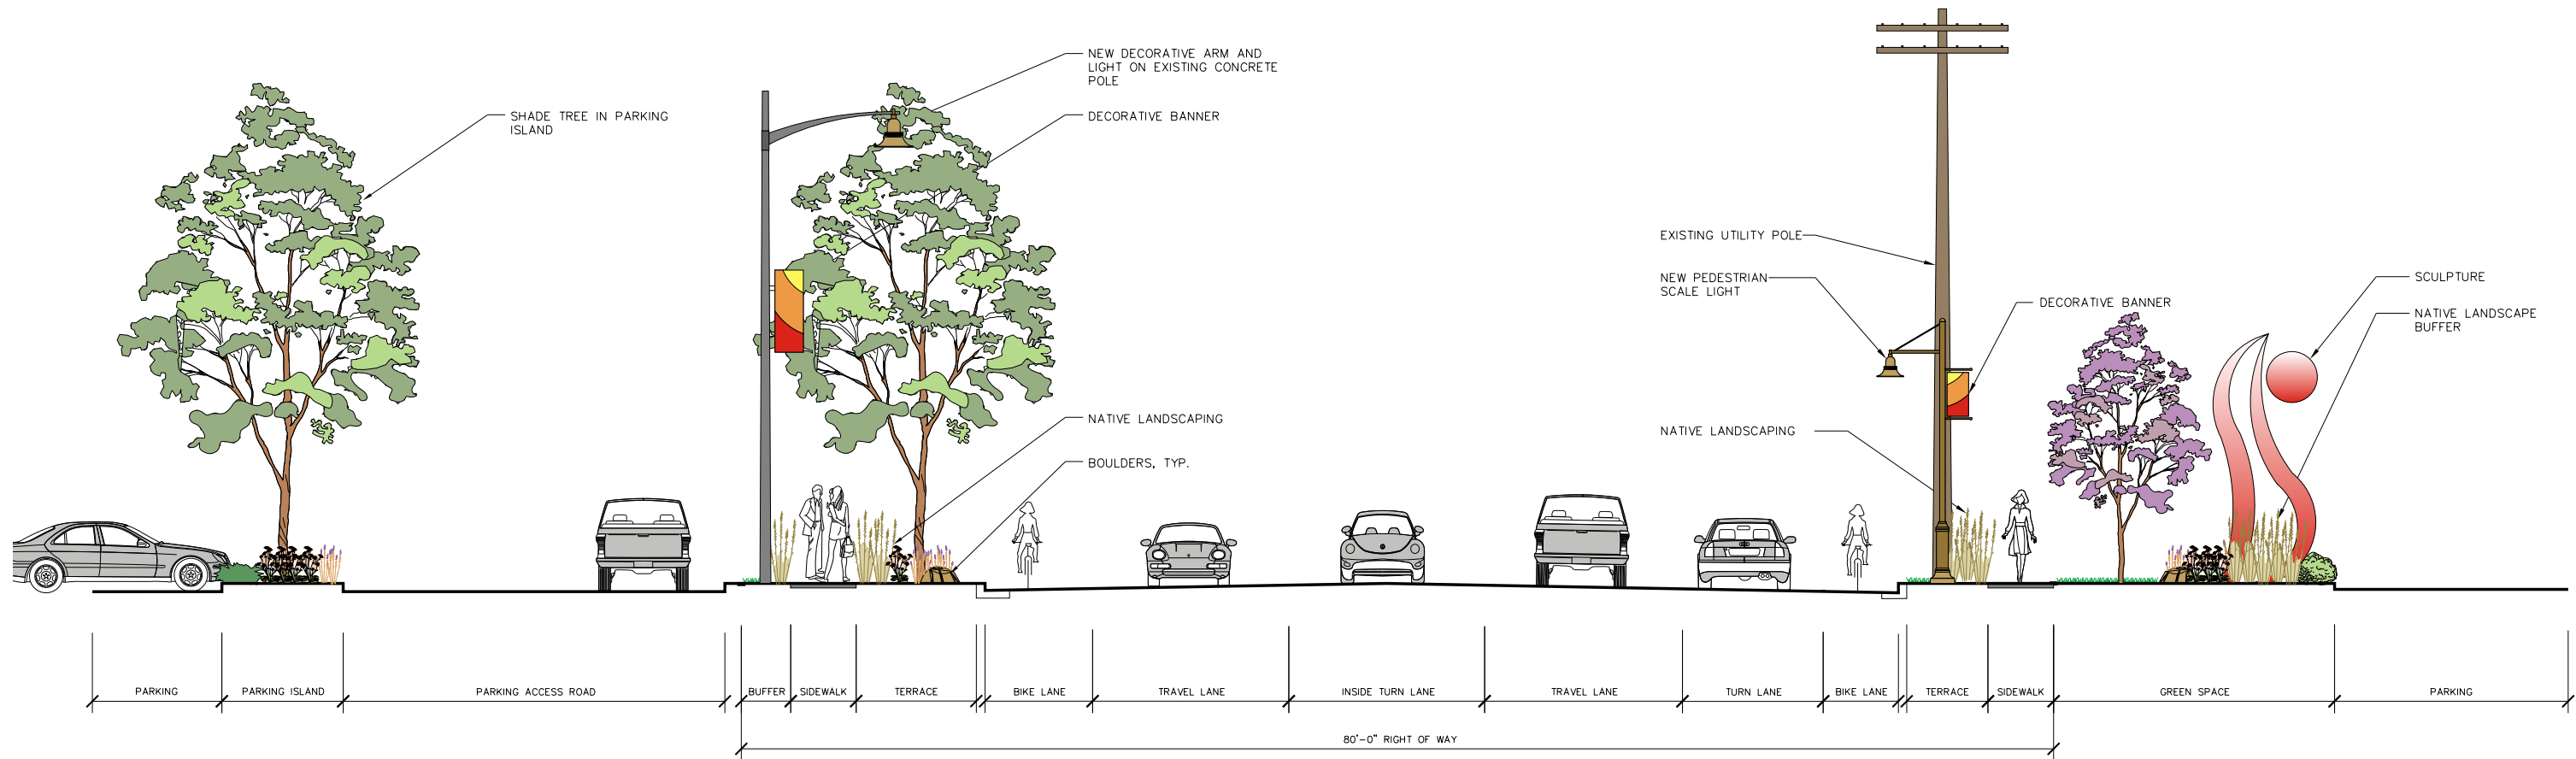 NEW DECORATIVE ARM AND
LIGHT ON EXISTING CONCRETE
POLE
SHADE TREE IN PARKING
ISLAND
DECORATIVE BANNER
EXISTING UTILITY POLE
NEW PEDESTRIAN
SCALE LIGHT
SCULPTURE
DECORATIVE BANNER
NATIVE LANDSCAPE
BUFFER
NATIVE LANDSCAPING
NATIVE LANDSCAPING
BOULDERS, TYP.
PARKING
PARKING ISLAND
PARKING ACCESS ROAD
BUFFER
SIDEWALK
TERRACE
BIKE LANE
TRAVEL LANE
INSIDE TURN LANE
TRAVEL LANE
TURN LANE
BIKE LANE
TERRACE
SIDEWALK
GREEN SPACE
PARKING
80'-0" RIGHT OF WAY